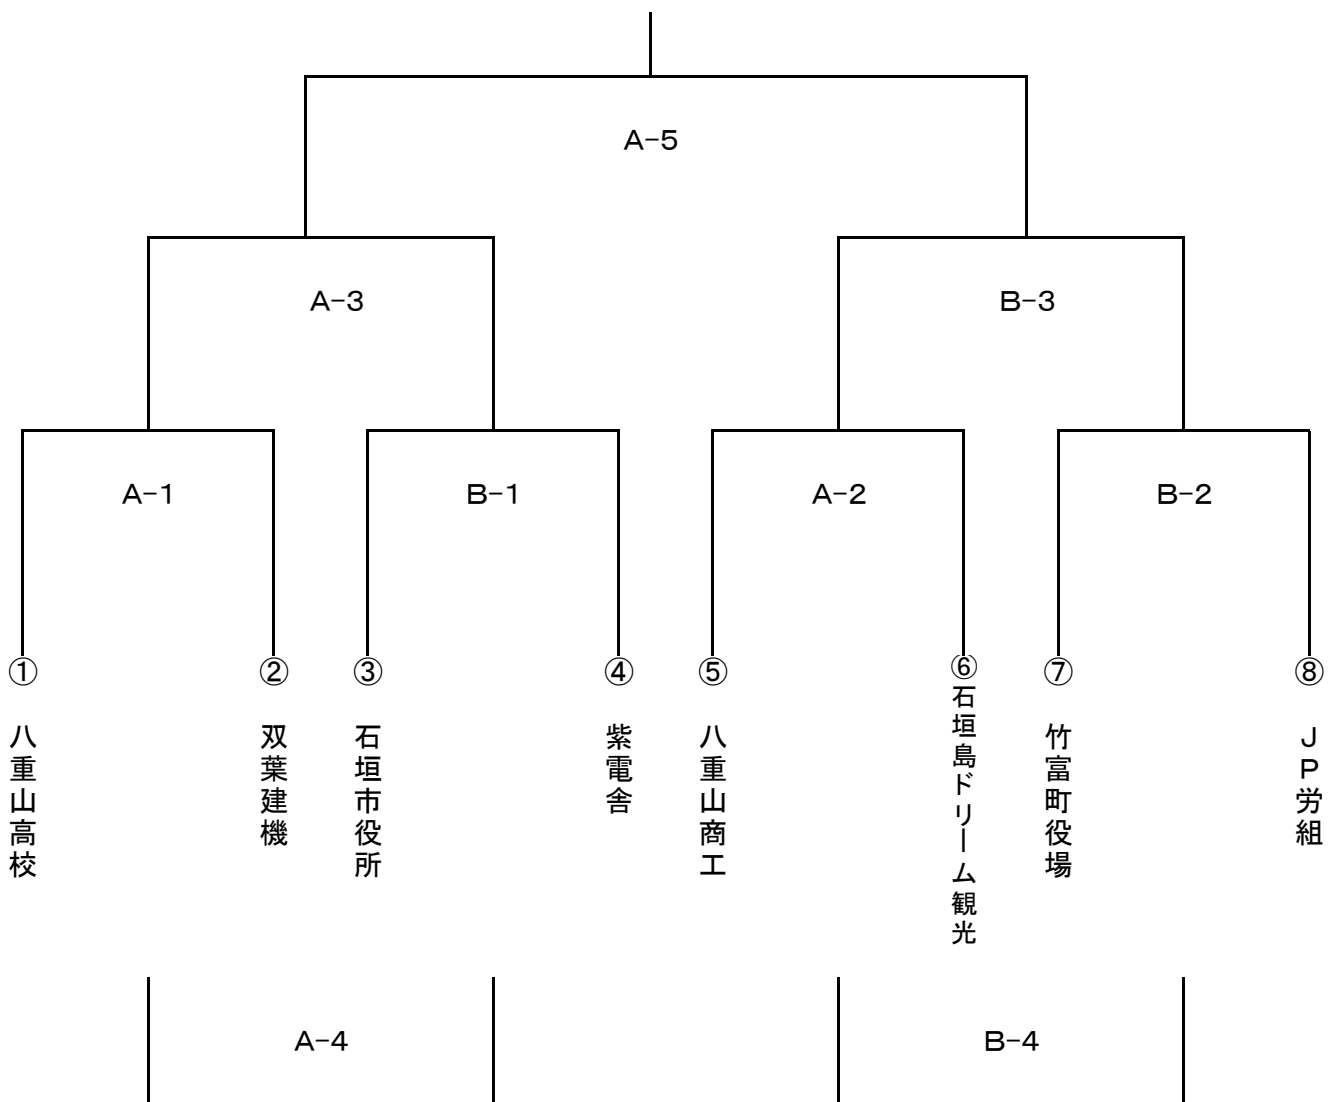 A-5
A-3
B-3
A-1
B-1
A-2
B-2
①
②
③
④
⑤
⑥
⑦
⑧
八重山高校
双葉建機
石垣市役所
紫電舎
八重山商工
石垣島ドリーム観光
竹富町役場
JP労組
A-4
B-4